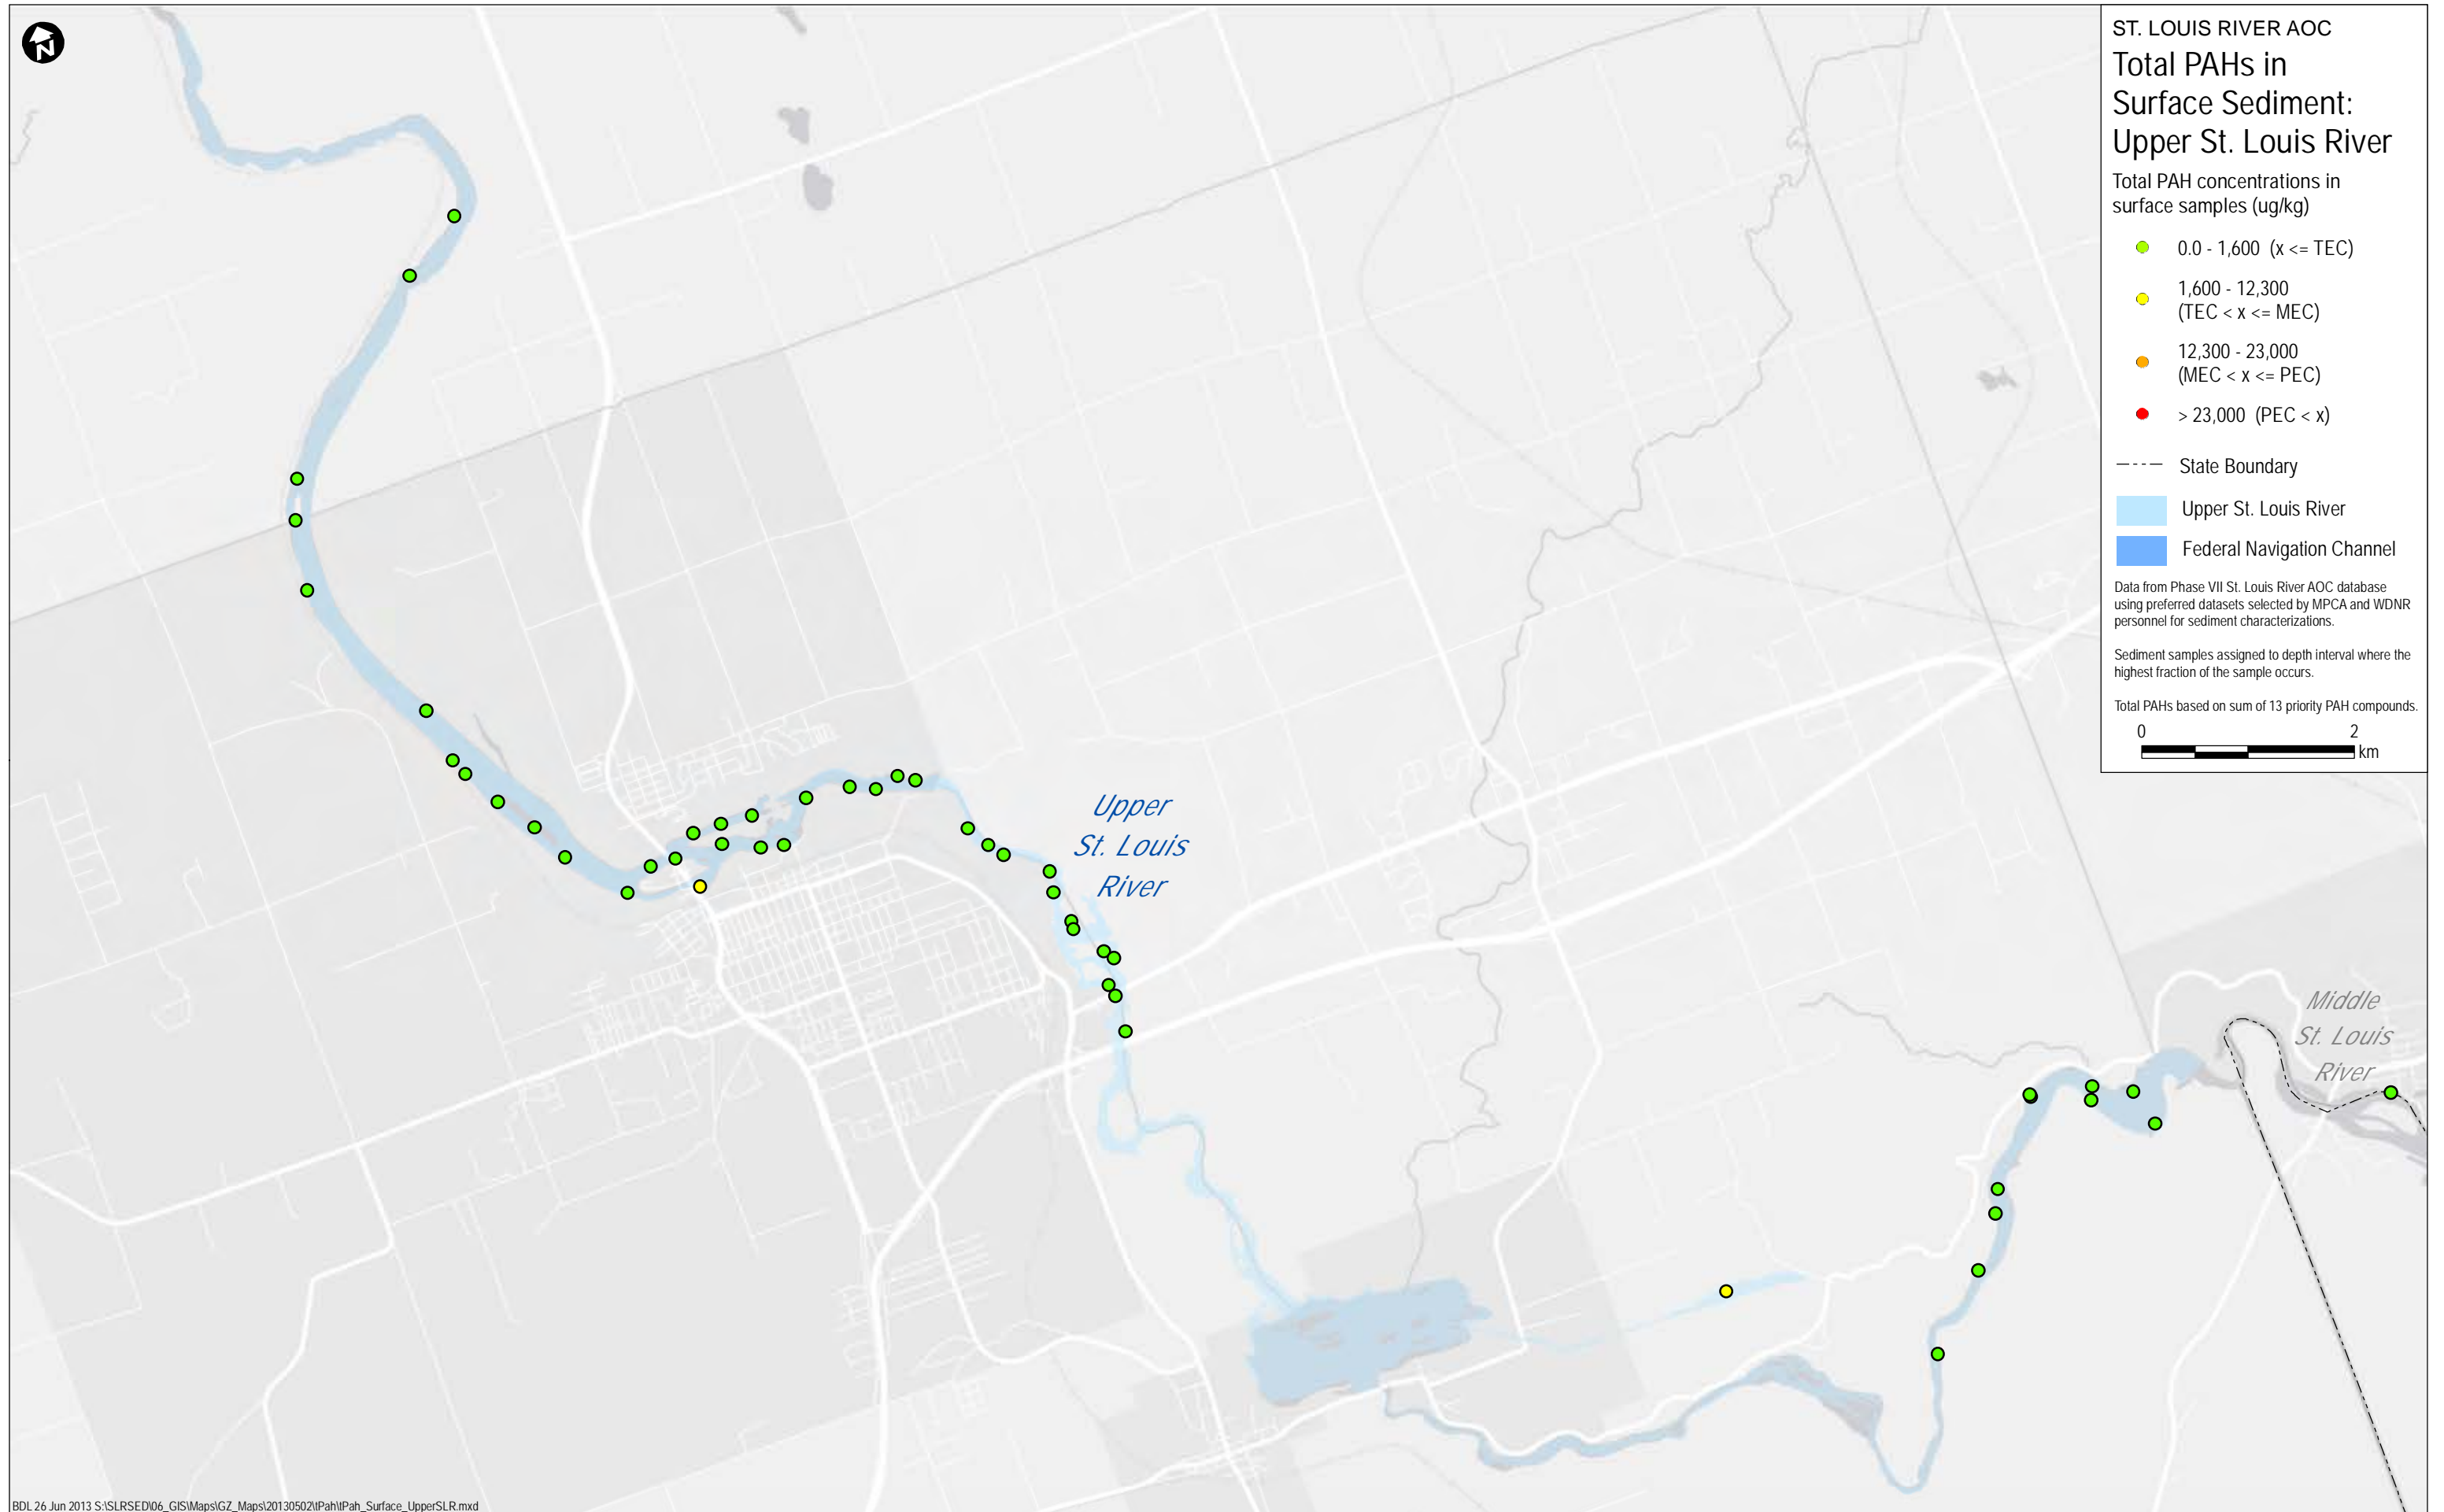 N
ST. LOUIS RIVER AOC
Total PAHs in
Surface Sediment:
Upper St. Louis River
Total PAH concentrations in
surface samples (ug/kg)
0.0 - 1,600 (x <= TEC)
1,600 - 12,300
(TEC < x <= MEC)
12,300 - 23,000
(MEC < x <= PEC)
> 23,000 (PEC < x)
State Boundary
Upper St. Louis River
Federal Navigation Channel
Data from Phase VII St. Louis River AOC database
using preferred datasets selected by MPCA and WDNR
personnel for sediment characterizations.
Sediment samples assigned to depth interval where the
highest fraction of the sample occurs.
Total PAHs based on sum of 13 priority PAH compounds.
0 2
km
Upper
St. Louis
River
Middle
St. Louis
River
BDL 26 Jun 2013 S:\SLRSED\06_GIS\Maps\GZ_Maps\20130502\tPah\tPah_Surface_UpperSLR.mxd